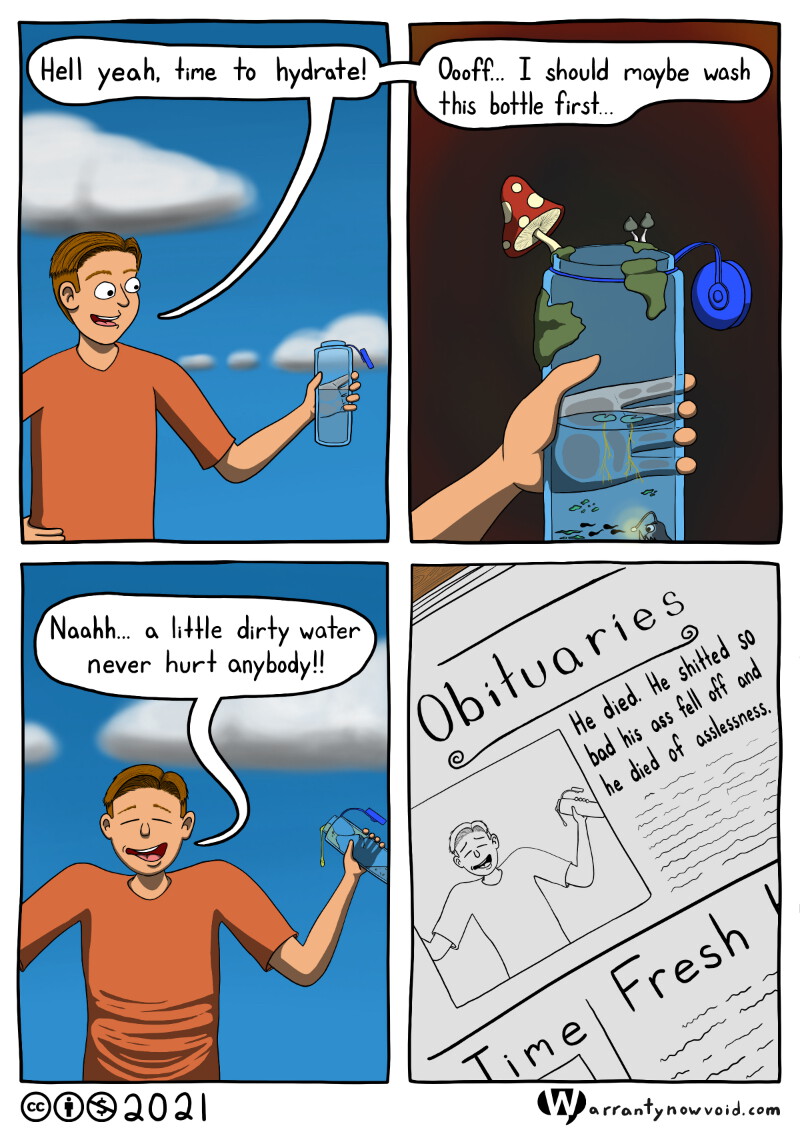 Hell yeah, time to hydrate!
Oooff... I should maybe wash
this bottle first...
Naahh... a little dirty water
never hurt anybody!!
Obituaries
He died. He shitted so
bad his ass fell off and
he died of asslessness.
Time
Fresh
cc $ 2021
Warrantynowvoid.com